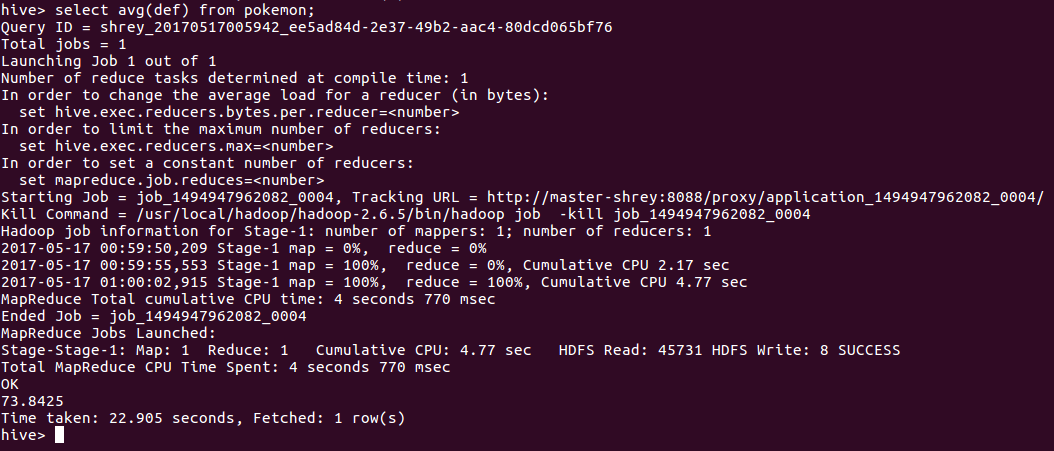 hive> select avg(def) from pokemon;
Query ID = shrey_20170517005942_ee5ad84d-2e37-49b2-aac4-80dcd065bf76
Total jobs = 1
Launching Job 1 out of 1
Number of reduce tasks determined at compile time: 1
In order to change the average load for a reducer (in bytes):
  set hive.exec.reducers.bytes.per.reducer=<number>
In order to limit the maximum number of reducers:
  set hive.exec.reducers.max=<number>
In order to set a constant number of reducers:
  set mapreduce.job.reduces=<number>
Starting Job = job_1494947962082_0004, Tracking URL = http://master-shrey:8088/proxy/application_1494947962082_0004/
Kill Command = /usr/local/hadoop/hadoop-2.6.5/bin/hadoop job  -kill job_1494947962082_0004
Hadoop job information for Stage-1: number of mappers: 1; number of reducers: 1
2017-05-17 00:59:50,209 Stage-1 map = 0%,  reduce = 0%
2017-05-17 00:59:55,553 Stage-1 map = 100%,  reduce = 0%, Cumulative CPU 2.17 sec
2017-05-17 01:00:02,915 Stage-1 map = 100%,  reduce = 100%, Cumulative CPU 4.77 sec
MapReduce Total cumulative CPU time: 4 seconds 770 msec
Ended Job = job_1494947962082_0004
MapReduce Jobs Launched:
Stage-Stage-1: Map: 1  Reduce: 1   Cumulative CPU: 4.77 sec   HDFS Read: 45731 HDFS Write: 8 SUCCESS
Total MapReduce CPU Time Spent: 4 seconds 770 msec
OK
73.8425
Time taken: 22.905 seconds, Fetched: 1 row(s)
hive>